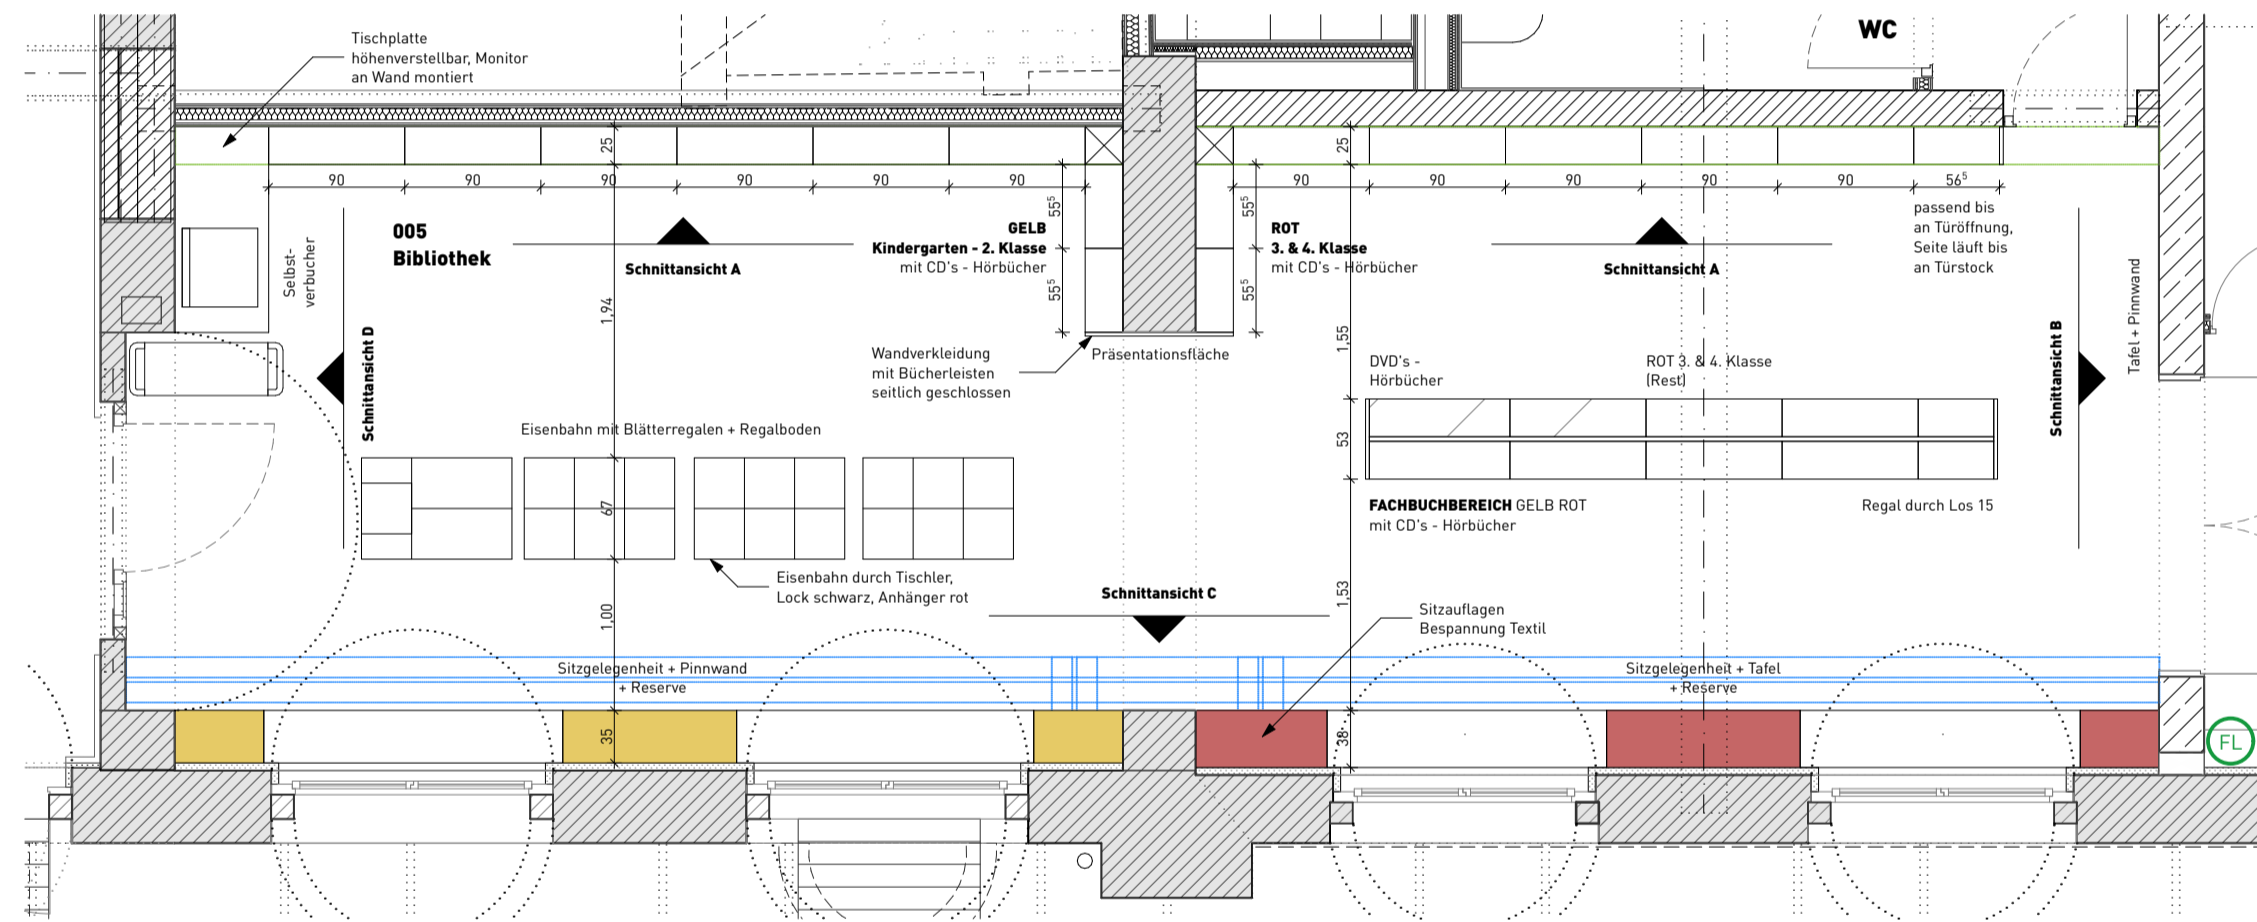 WC
Tischplatte
höhenverstellbar, Monitor
an Wand montiert
25
25
90
90
90
90
90
90
90
90
90
90
90
56⁵
55⁵
55⁵
55⁵
55⁵
005
Bibliothek
Selbst-
verbucher
Schnittansicht A
GELB
Kindergarten - 2. Klasse
mit CD's - Hörbücher
ROT
3. & 4. Klasse
mit CD's - Hörbücher
Schnittansicht A
passend bis
an Türöffnung,
Seite läuft bis
an Türstock
Tafel + Pinnwand
Schnittansicht D
1,94
1,55
Schnittansicht B
Wandverkleidung
mit Bücherleisten
seitlich geschlossen
Präsentationsfläche
DVD's -
Hörbücher
ROT 3. & 4. Klasse
(Rest)
Eisenbahn mit Blätterregalen + Regalboden
53
67
FACHBUCHBEREICH GELB ROT
mit CD's - Hörbücher
Regal durch Los 15
Eisenbahn durch Tischler,
Lock schwarz, Anhänger rot
1,00
Schnittansicht C
1,53
Sitzauflagen
Bespannung Textil
Sitzgelegenheit + Pinnwand
+ Reserve
Sitzgelegenheit + Tafel
+ Reserve
35
38
FL